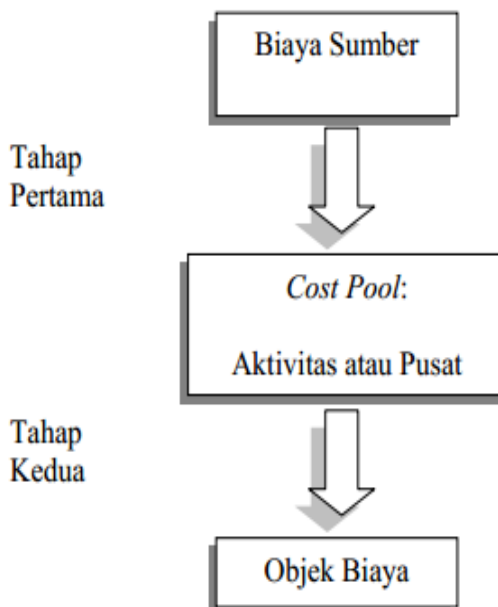 Biaya Sumber
Tahap
Pertama
Cost Pool:
Aktivitas atau Pusat
Tahap
Kedua
Objek Biaya